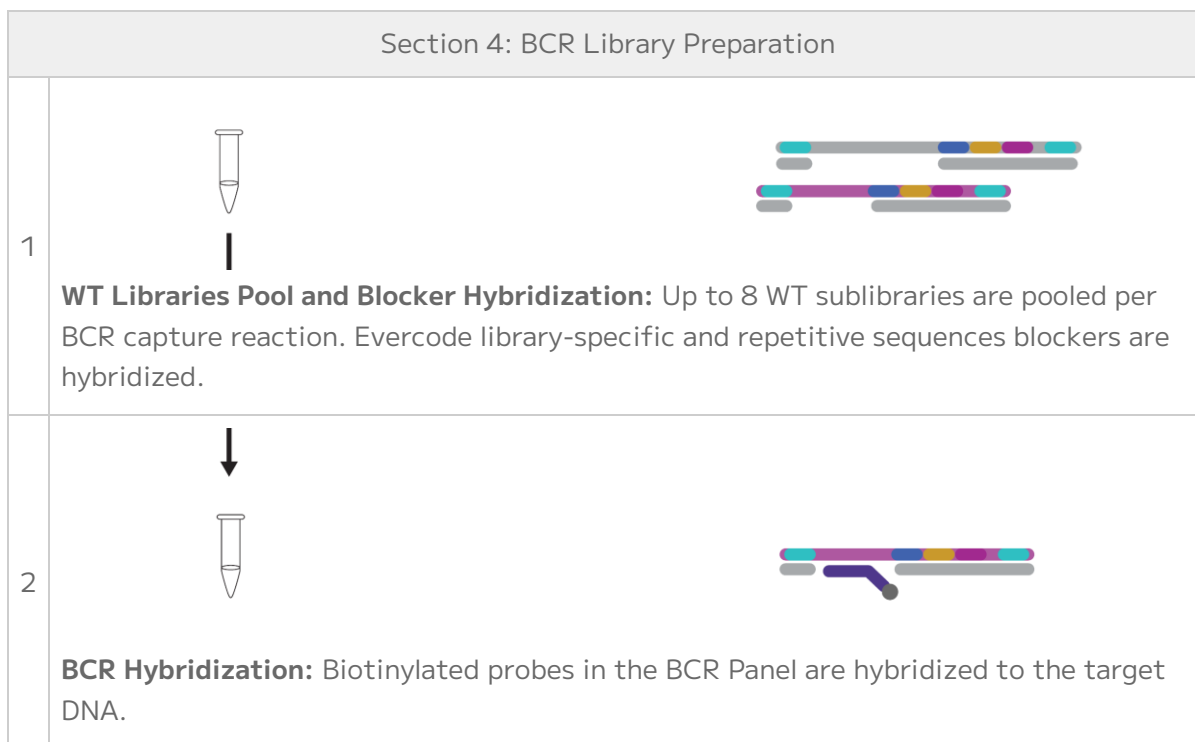 Section 4: BCR Library Preparation
1
WT Libraries Pool and Blocker Hybridization: Up to 8 WT sublibraries are pooled per
BCR capture reaction. Evercode library-specific and repetitive sequences blockers are
hybridized.
2
BCR Hybridization: Biotinylated probes in the BCR Panel are hybridized to the target
DNA.